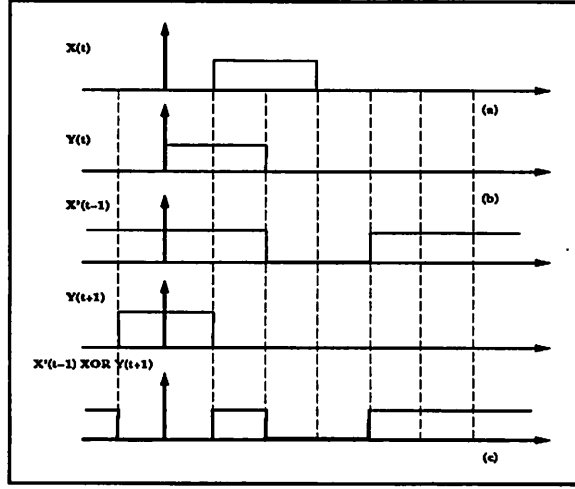 X(t)
(a)
Y(t)
(b)
X'(t-1)
Y(t+1)
X'(t-1) XOR Y(t+1)
(c)